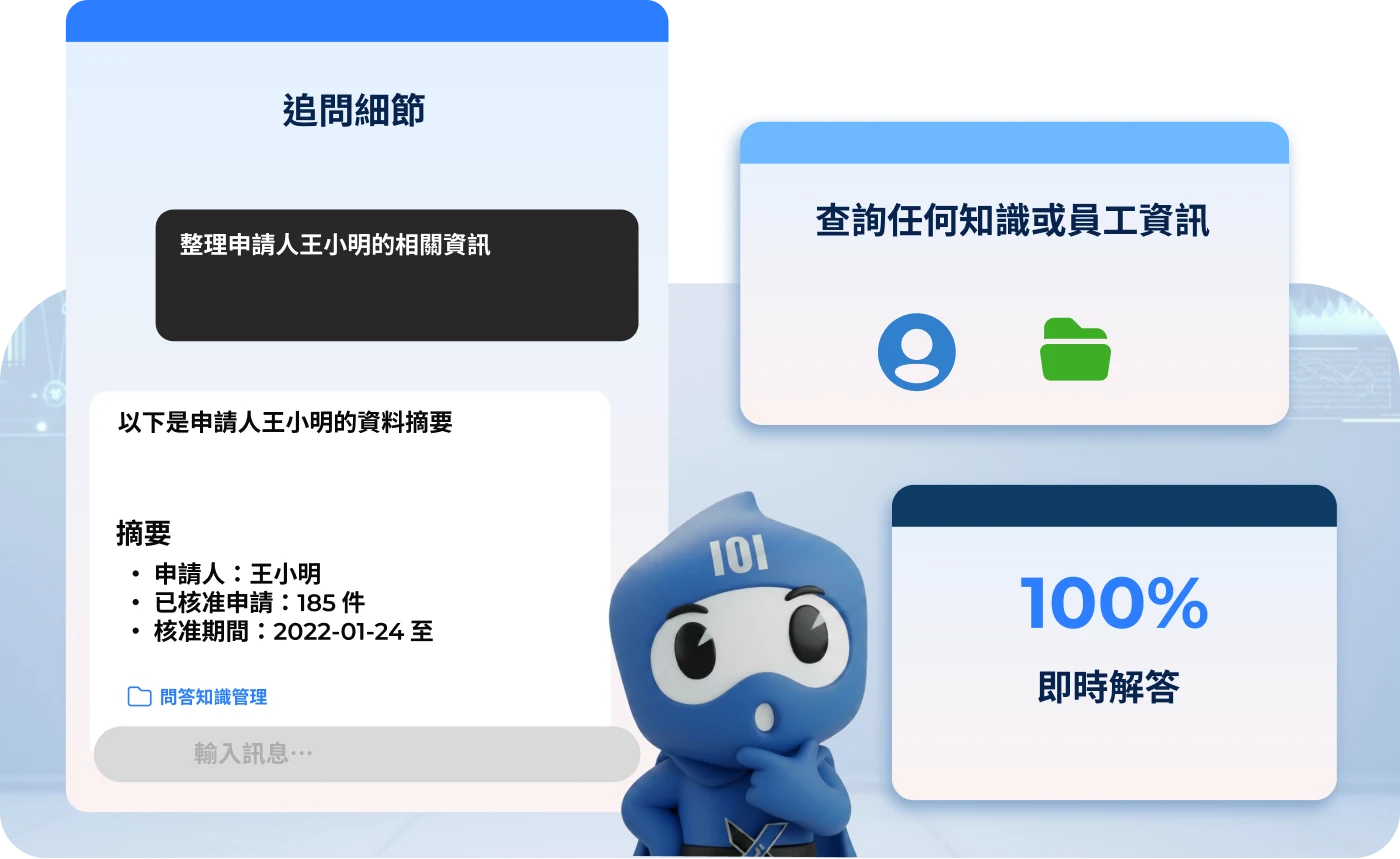 追問細節
整理申請人王小明的相關資訊
以下是申請人王小明的資料摘要
摘要
• 申請人：王小明
• 已核准申請：185 件
• 核准期間：2022-01-24 至
問答知識管理
輸入訊息…
查詢任何知識或員工資訊
101
100%
即時解答